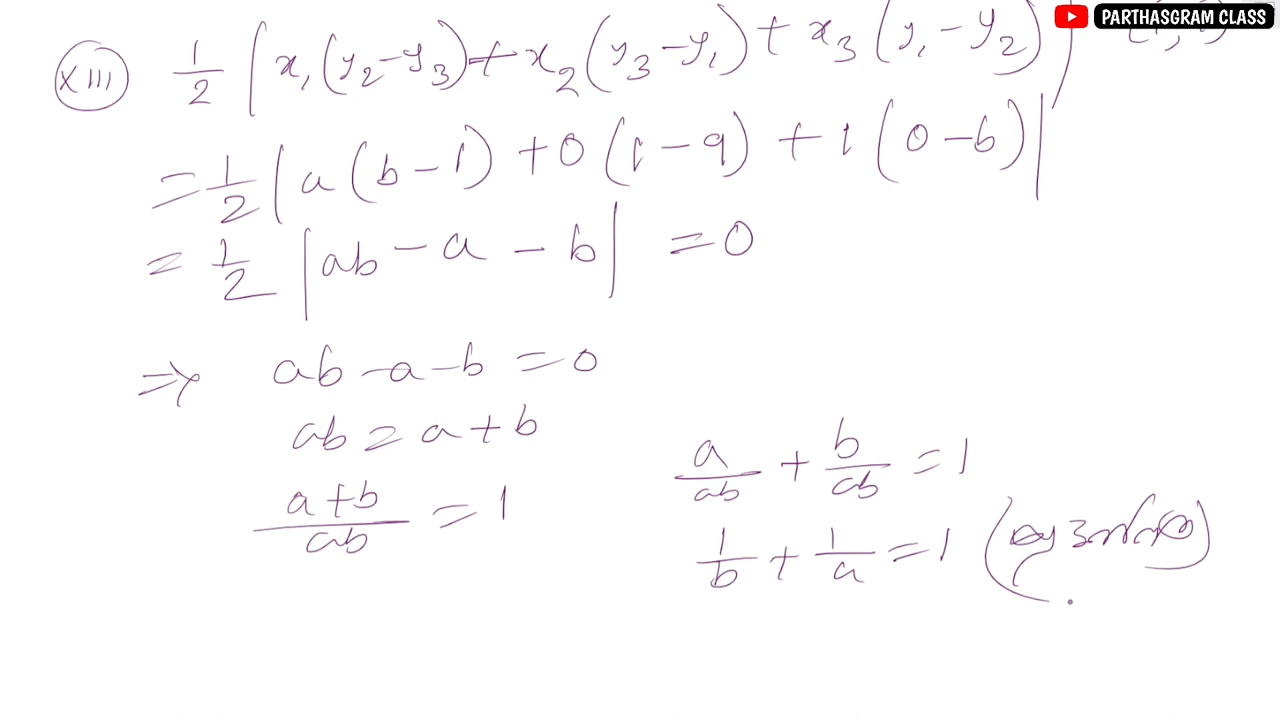 PARTHASGRAM CLASS
XIII 1/2 | x₁(y₂-y₃) + x₂(y₃-y₁) + x₃(y₁-y₂) |
= 1/2 | a(b-1) + 0(1-a) + 1(0-b) |
= 1/2 | ab - a - b | = 0
⇒ ab - a - b = 0
ab = a + b
(a+b)/ab = 1
a/ab + b/ab = 1
1/b + 1/a = 1